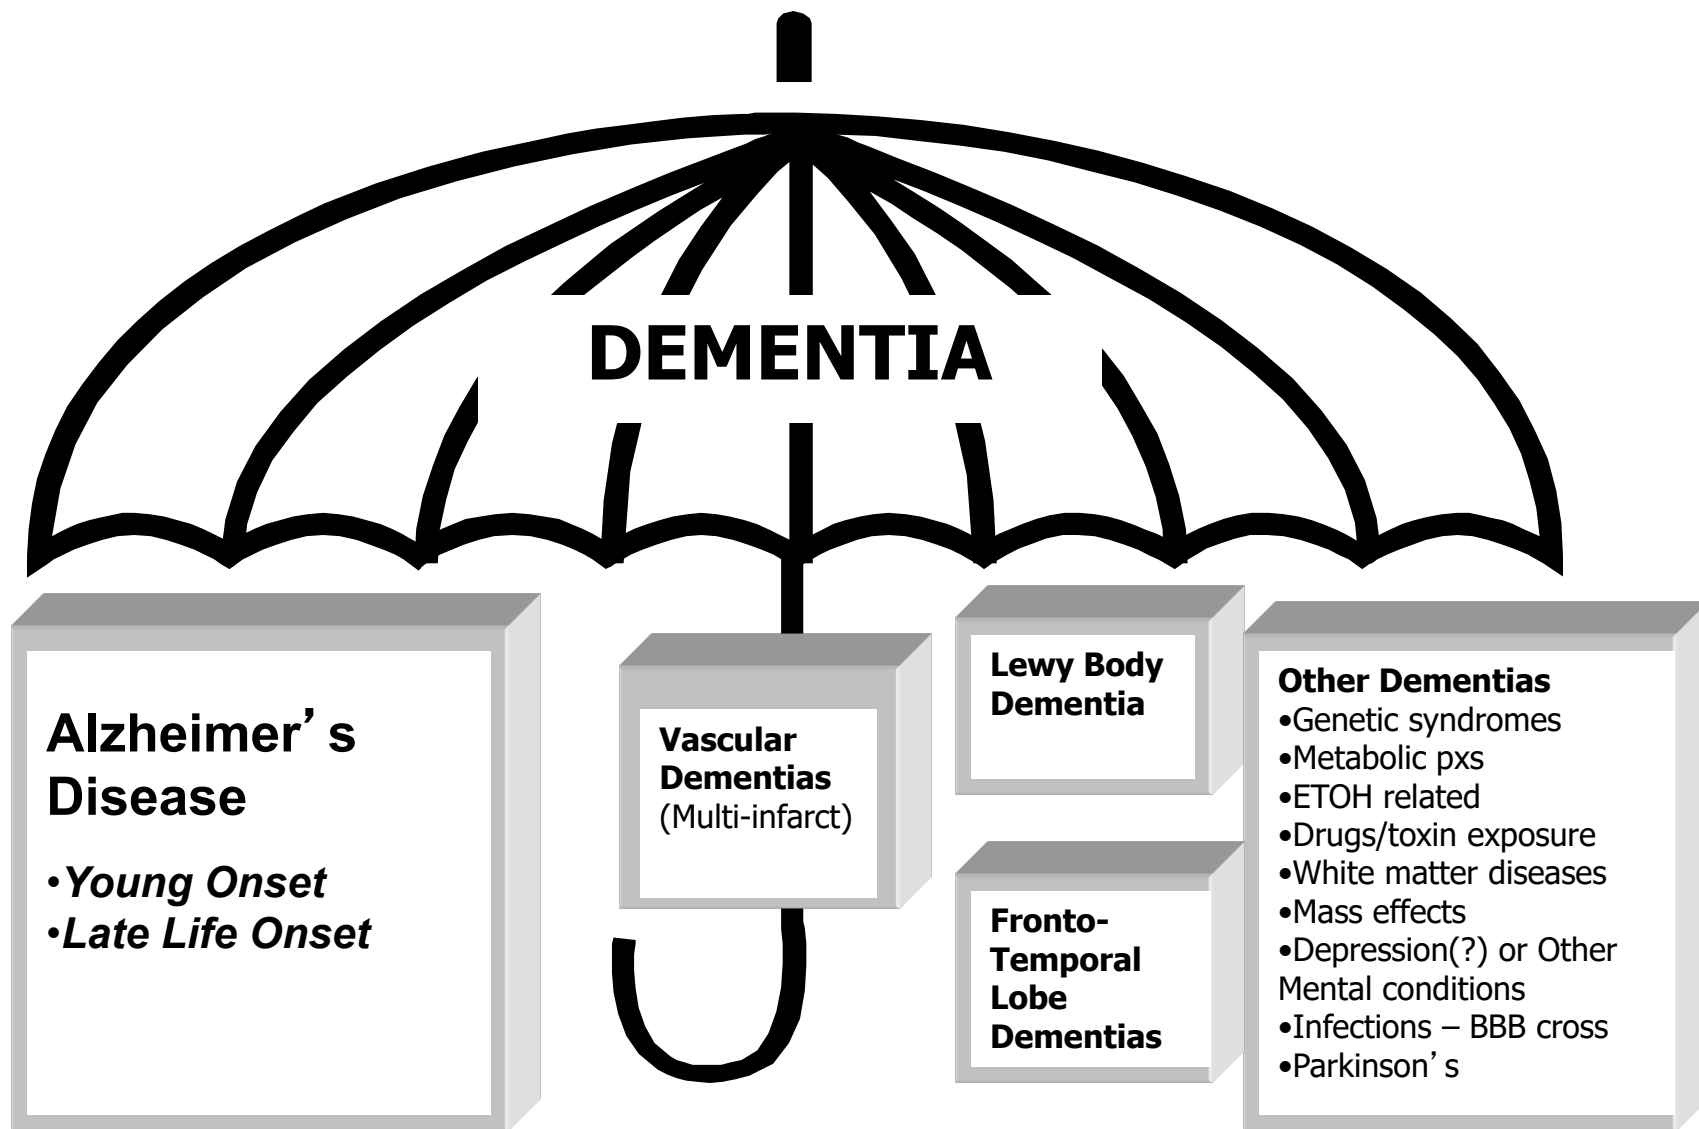 DEMENTIA
Alzheimer’s
Disease
•Young Onset
•Late Life Onset
Vascular
Dementias
(Multi-infarct)
Lewy Body
Dementia
Fronto-
Temporal
Lobe
Dementias
Other Dementias
•Genetic syndromes
•Metabolic pxs
•ETOH related
•Drugs/toxin exposure
•White matter diseases
•Mass effects
•Depression(?) or Other
Mental conditions
•Infections – BBB cross
•Parkinson’s